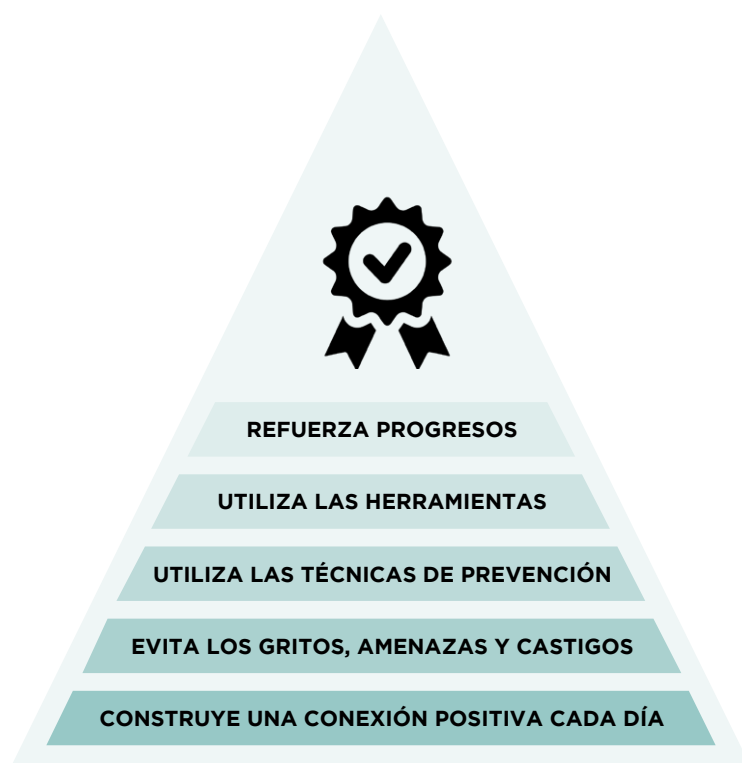 REFUERZA PROGRESOS
UTILIZA LAS HERRAMIENTAS
UTILIZA LAS TÉCNICAS DE PREVENCIÓN
EVITA LOS GRITOS, AMENAZAS Y CASTIGOS
CONSTRUYE UNA CONEXIÓN POSITIVA CADA DÍA